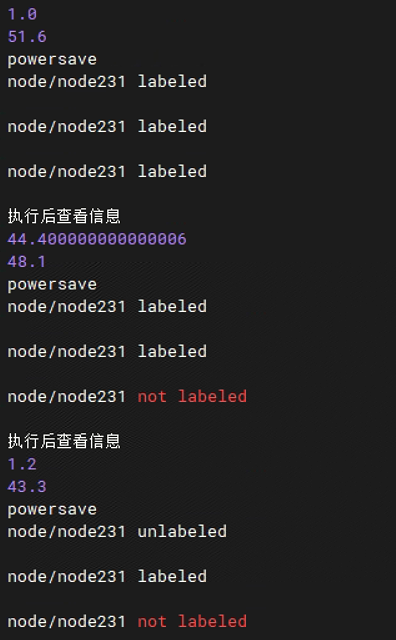 1.0
51.6
powersave
node/node231 labeled
node/node231 labeled
node/node231 labeled
执行后查看信息
44.400000000000006
48.1
powersave
node/node231 labeled
node/node231 labeled
node/node231 not labeled
执行后查看信息
1.2
43.3
powersave
node/node231 unlabeled
node/node231 labeled
node/node231 not labeled